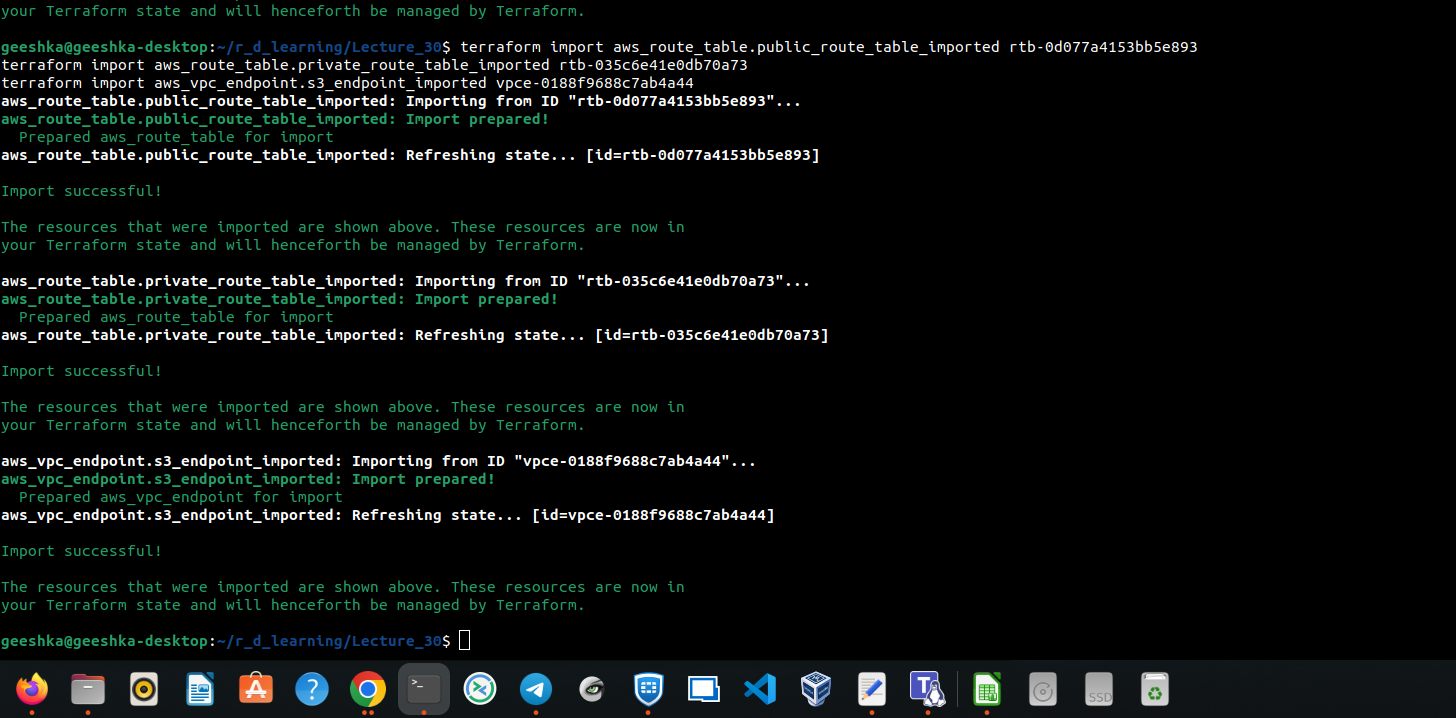 your Terraform state and will henceforth be managed by Terraform.
geeshka@geeshka-desktop:~/r_d_learning/Lecture_30$ terraform import aws_route_table.public_route_table_imported rtb-0d077a4153bb5e893
terraform import aws_route_table.private_route_table_imported rtb-035c6e41e0db70a73
terraform import aws_vpc_endpoint.s3_endpoint_imported vpce-0188f9688c7ab4a44
aws_route_table.public_route_table_imported: Importing from ID "rtb-0d077a4153bb5e893"...
aws_route_table.public_route_table_imported: Import prepared!
  Prepared aws_route_table for import
aws_route_table.public_route_table_imported: Refreshing state... [id=rtb-0d077a4153bb5e893]
Import successful!
The resources that were imported are shown above. These resources are now in
your Terraform state and will henceforth be managed by Terraform.
aws_route_table.private_route_table_imported: Importing from ID "rtb-035c6e41e0db70a73"...
aws_route_table.private_route_table_imported: Import prepared!
  Prepared aws_route_table for import
aws_route_table.private_route_table_imported: Refreshing state... [id=rtb-035c6e41e0db70a73]
Import successful!
The resources that were imported are shown above. These resources are now in
your Terraform state and will henceforth be managed by Terraform.
aws_vpc_endpoint.s3_endpoint_imported: Importing from ID "vpce-0188f9688c7ab4a44"...
aws_vpc_endpoint.s3_endpoint_imported: Import prepared!
  Prepared aws_vpc_endpoint for import
aws_vpc_endpoint.s3_endpoint_imported: Refreshing state... [id=vpce-0188f9688c7ab4a44]
Import successful!
The resources that were imported are shown above. These resources are now in
your Terraform state and will henceforth be managed by Terraform.
geeshka@geeshka-desktop:~/r_d_learning/Lecture_30$
SSD